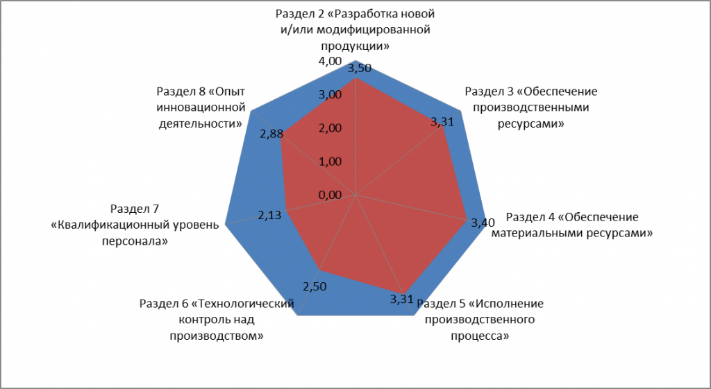 Раздел 2 «Разработка новой
и/или модифицированной
продукции»
4,00
3,50
Раздел 8 «Опыт
инновационной
деятельности»
Раздел 3 «Обеспечение
производственными
ресурсами»
3,00
3,31
2,88
2,00
1,00
0,00
Раздел 7
«Квалификационный уровень
персонала»
2,13
Раздел 4 «Обеспечение
материальными ресурсами»
3,40
2,50
3,31
Раздел 6 «Технологический
контроль над
производством»
Раздел 5 «Исполнение
производственного
процесса»